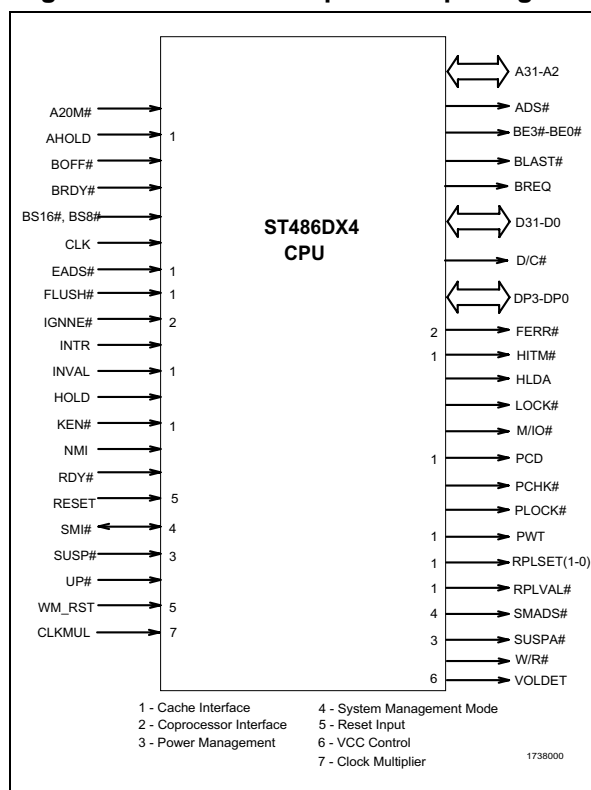 A20M#
AHOLD 1
BOFF#
BRDY#
BS16#, BS8#
CLK
EADS# 1
FLUSH# 1
IGNNE# 2
INTR
INVAL 1
HOLD
KEN# 1
NMI
RDY#
RESET 5
SMI# 4
SUSP# 3
UP#
WM_RST 5
CLKMUL 7
ST486DX4
CPU
A31-A2
ADS#
BE3#-BE0#
BLAST#
BREQ
D31-D0
D/C#
DP3-DP0
2 FERR#
1 HITM#
HLDA
LOCK#
M/IO#
1 PCD
PCHK#
PLOCK#
1 PWT
1 RPLSET(1-0)
1 RPLVAL#
4 SMADS#
3 SUSPA#
W/R#
6 VOLDET
1 - Cache Interface
2 - Coprocessor Interface
3 - Power Management
4 - System Management Mode
5 - Reset Input
6 - VCC Control
7 - Clock Multiplier
1738000